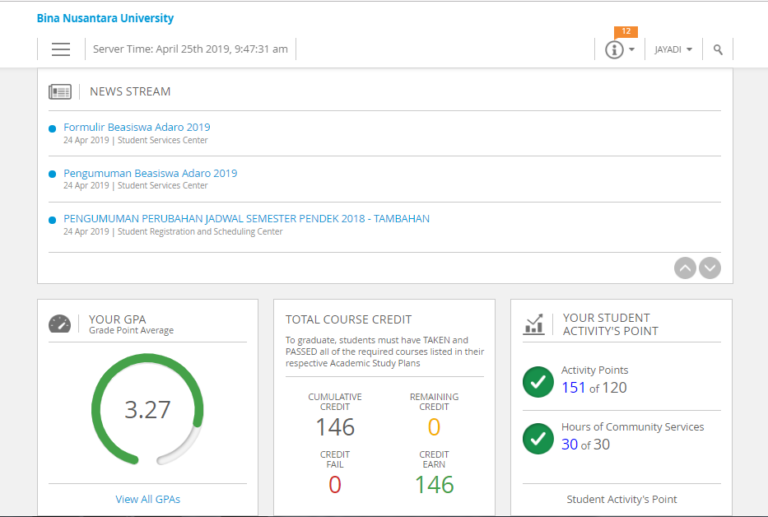 Bina Nusantara University
Server Time: April 25th 2019, 9:47:31 am
12
JAYADI
NEWS STREAM
Formulir Beasiswa Adaro 2019
24 Apr 2019 | Student Services Center
Pengumuman Beasiswa Adaro 2019
24 Apr 2019 | Student Services Center
PENGUMUMAN PERUBAHAN JADWAL SEMESTER PENDEK 2018 - TAMBAHAN
24 Apr 2019 | Student Registration and Scheduling Center
YOUR GPA
Grade Point Average
3.27
View All GPAs
TOTAL COURSE CREDIT
To graduate, students must have TAKEN and
PASSED all of the required courses listed in their
respective Academic Study Plans
CUMULATIVE
CREDIT
146
REMAINING
CREDIT
0
CREDIT
FAIL
0
CREDIT
EARN
146
YOUR STUDENT
ACTIVITY'S POINT
Activity Points
151 of 120
Hours of Community Services
30 of 30
Student Activity's Point